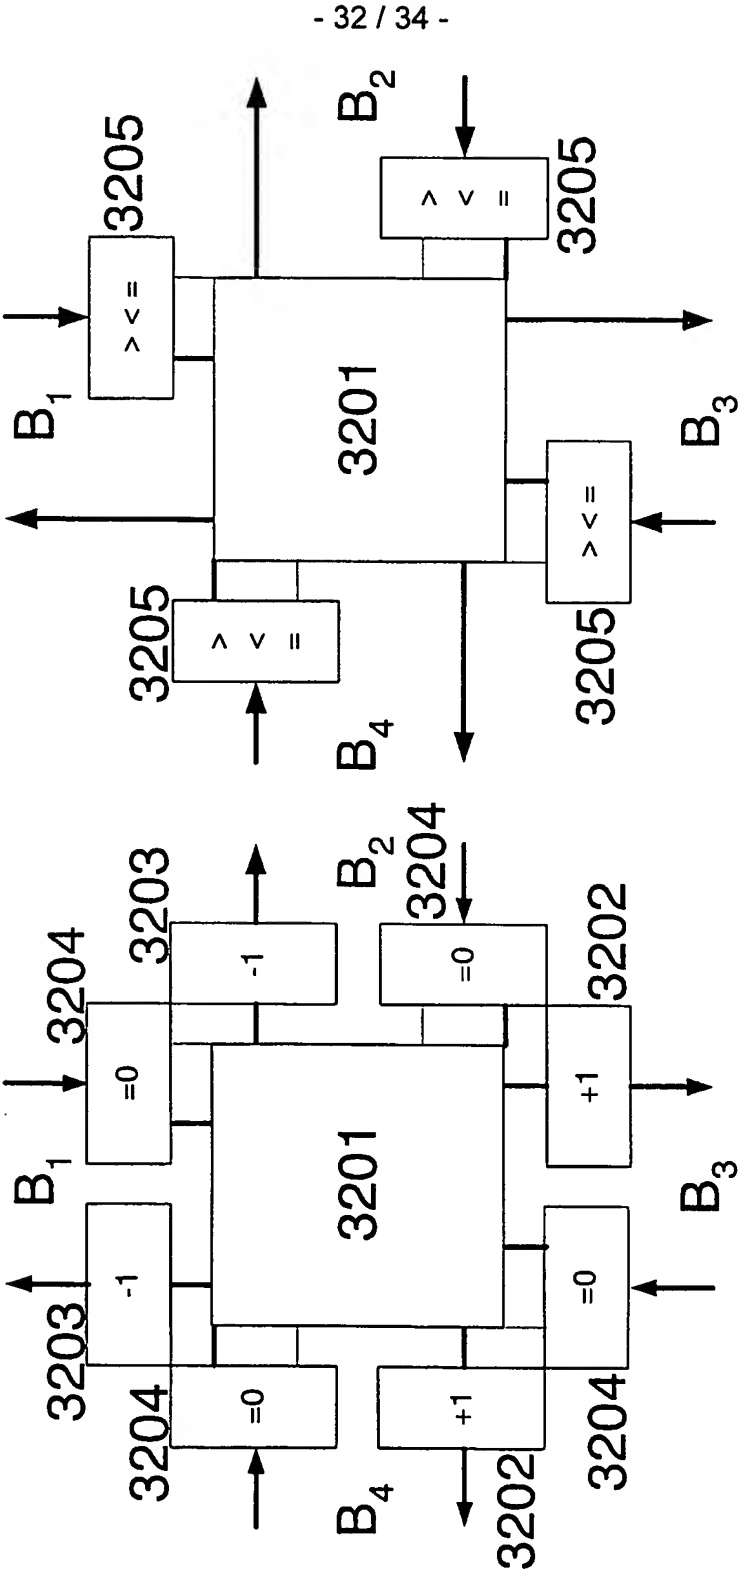 - 32 / 34 -
B2
3205
> < =
3205
> < =
B1
3201
B3
> < =
3205
> < =
3205
B4
B2
3204
3203
3204
-1
=0
3202
=0
+1
B1
3201
B3
-1
=0
3203
3204
=0
+1
3204
B4
3202